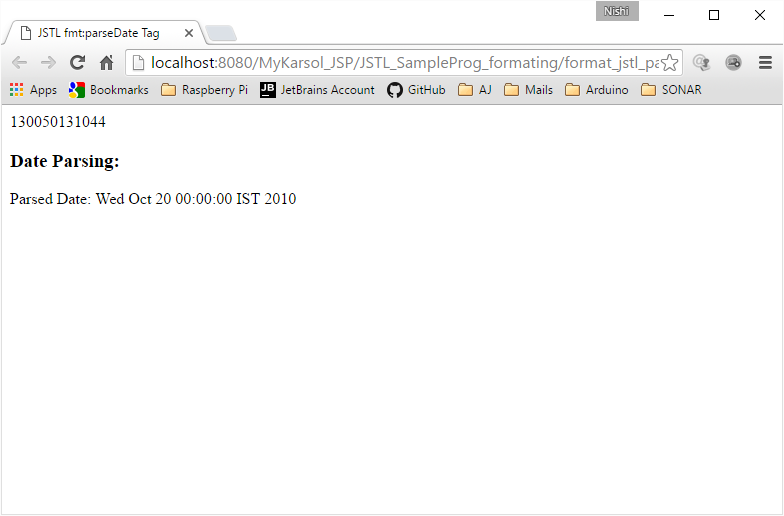 Nishi
JSTL fmt:parseDate Tag
localhost:8080/MyKarsol_JSP/JSTL_SampleProg_formating/format_jstl_pa
Apps Bookmarks Raspberry Pi JB JetBrains Account GitHub AJ Mails Arduino SONAR
130050131044
Date Parsing:
Parsed Date: Wed Oct 20 00:00:00 IST 2010